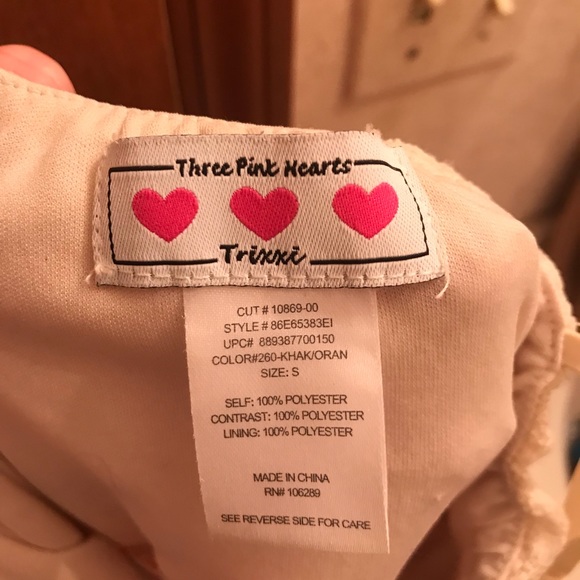 Three Pink Hearts
Trixxi
CUT # 10869-00
STYLE # 86E65383EI
UPC# 889387700150
COLOR#260-KHAK/ORAN
SIZE: S
SELF: 100% POLYESTER
CONTRAST: 100% POLYESTER
LINING: 100% POLYESTER
MADE IN CHINA
RN# 106289
SEE REVERSE SIDE FOR CARE